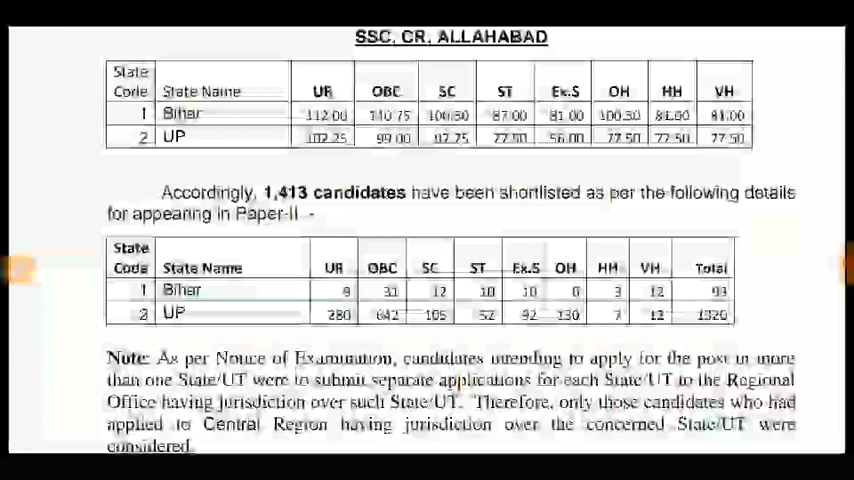 SSC, CR, ALLAHABAD
State
Code State Name UR OBC SC ST Ex.S OH HH VH
1 Bihar 112.00 110.75 100.50 87.00 81.00 100.50 81.00
2 UP 107.25 99.00 77.50 56.00 77.50 77.50 77.50
Accordingly, 1,413 candidates have been shortlisted as per the following details
for appearing in Paper-II -
State
Code State Name UR OBC SC ST Ex.S OH HH VH Total
1 Bihar 31 12 10 10 3 12 93
2 UP 280 642 105 52 92 130 7 12 1320
Note: As per Notice of Examination, candidates intending to apply for the post in more
than one State/UT were to submit separate applications for each State/UT to the Regional
Office having jurisdiction over such State/UT. Therefore, only those candidates who had
applied to Central Region having jurisdiction over the concerned State/UT were
considered.